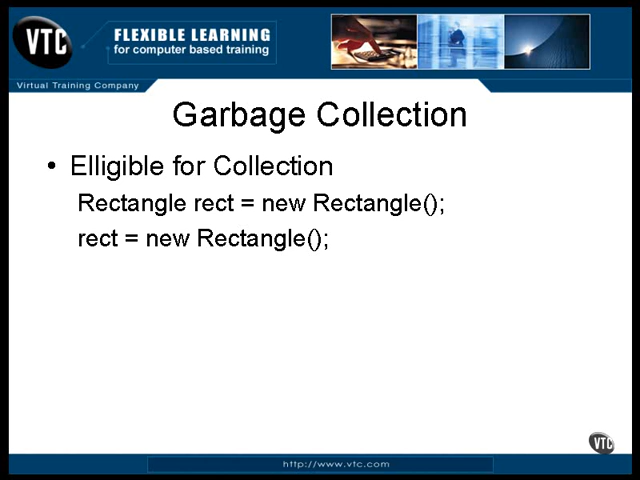 VTC
FLEXIBLE LEARNING
for computer based training
Virtual Training Company
Garbage Collection
• Elligible for Collection
Rectangle rect = new Rectangle();
rect = new Rectangle();
VTC
http://www.vtc.com